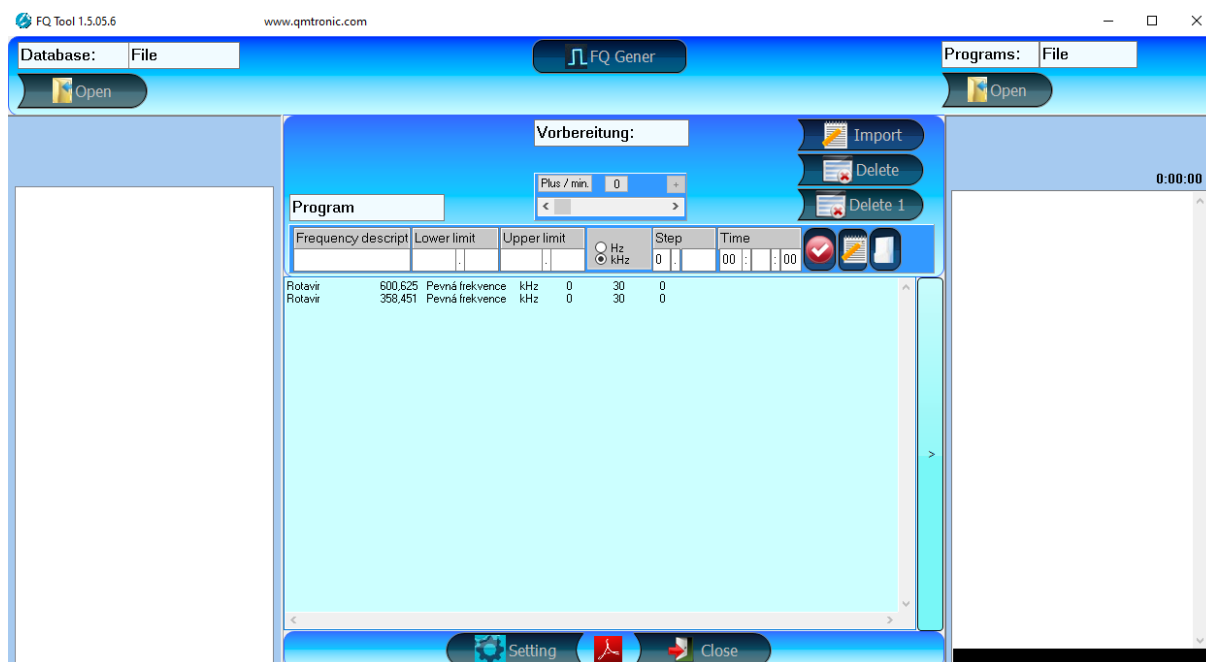 FQ Tool 1.5.05.6 www.qmtronic.com
Database: File
FQ Gener
Programs: File
Open
Open
Vorbereitung:
Import
Delete
Delete 1
Plus / min. 0 +
< >
0:00:00
Program
Frequency descript Lower limit Upper limit Hz kHz Step Time
. . 0 . 00 : : 00
Rotavir 600,625 Pevná frekvence kHz 0 30 0
Rotavir 358,451 Pevná frekvence kHz 0 30 0
>
Setting
Close